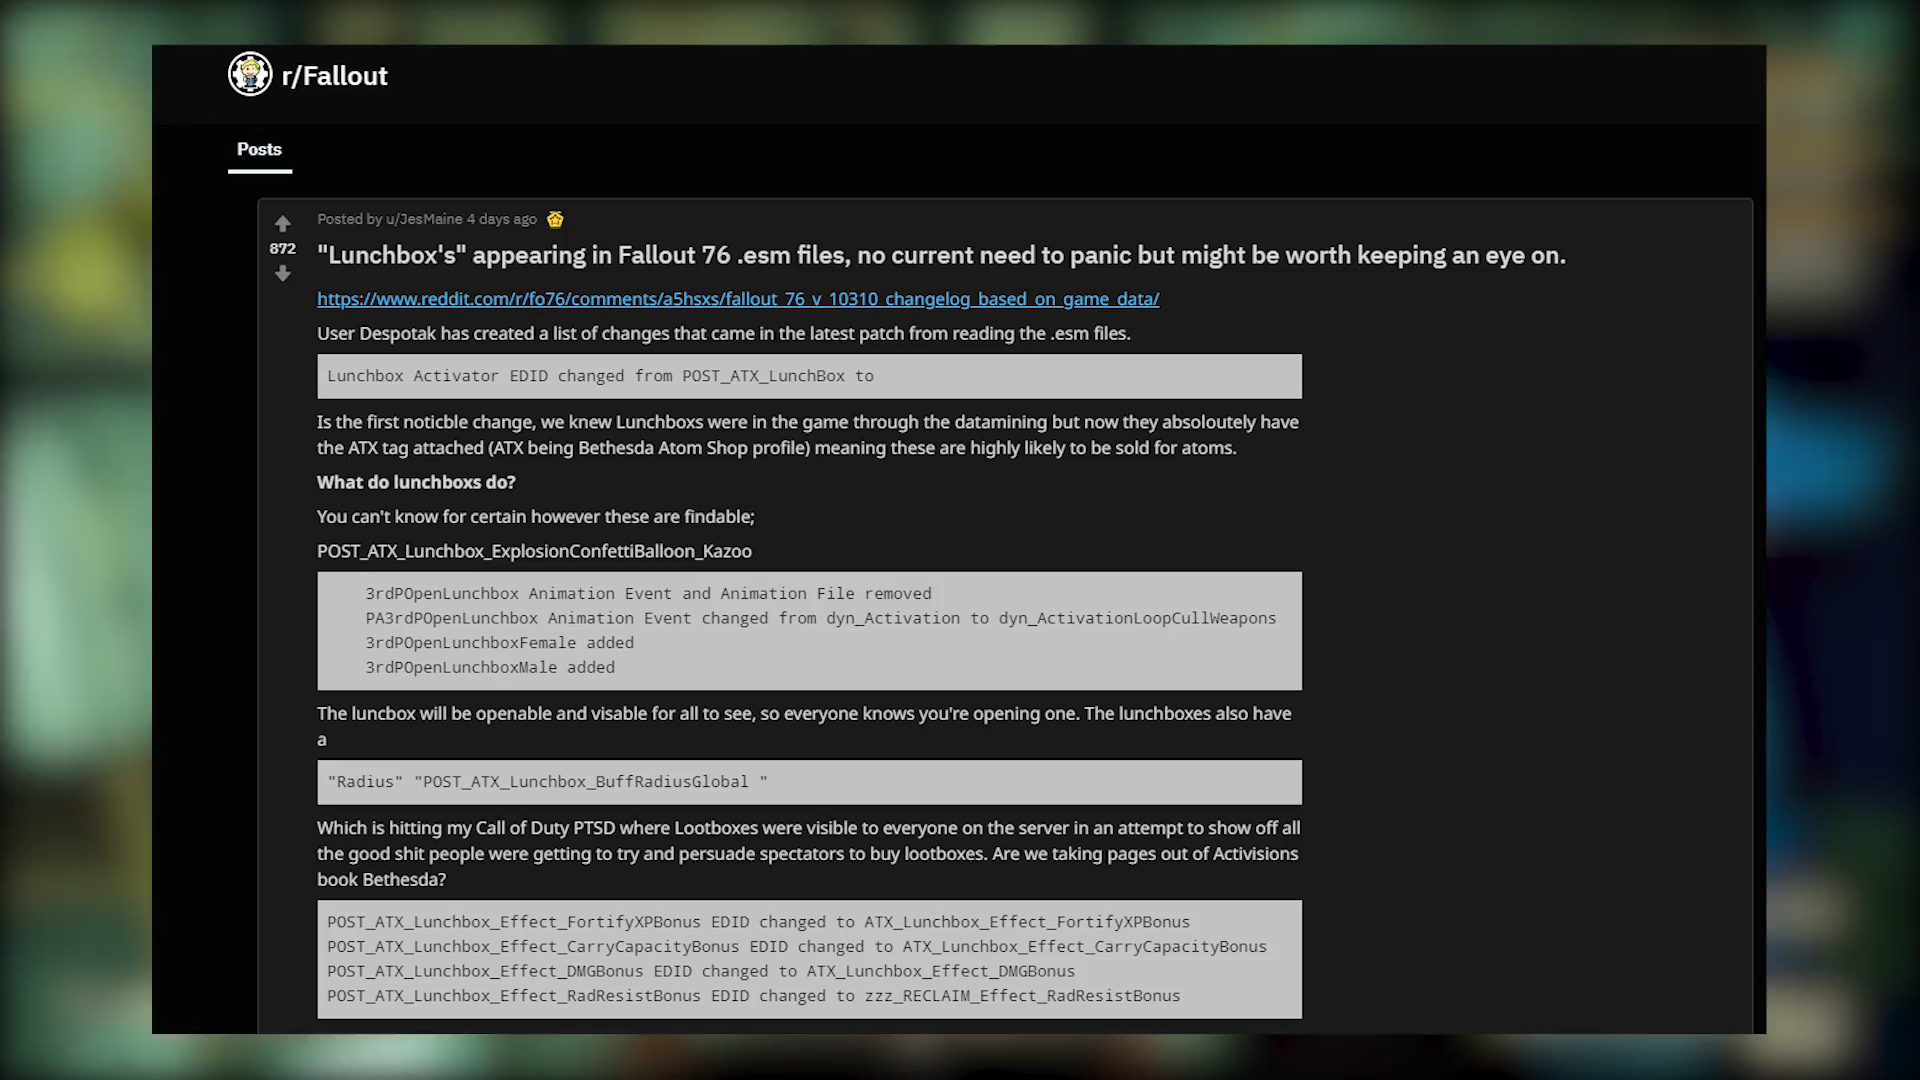 r/Fallout
Posts
Posted by u/JesMaine 4 days ago
872
"Lunchbox's" appearing in Fallout 76 .esm files, no current need to panic but might be worth keeping an eye on.
https://www.reddit.com/r/fo76/comments/a5hsxs/fallout_76_v_10310_changelog_based_on_game_data/
User Despotak has created a list of changes that came in the latest patch from reading the .esm files.
Lunchbox Activator EDID changed from POST_ATX_LunchBox to
Is the first noticble change, we knew Lunchboxs were in the game through the datamining but now they absoloutely have
the ATX tag attached (ATX being Bethesda Atom Shop profile) meaning these are highly likely to be sold for atoms.
What do lunchboxs do?
You can't know for certain however these are findable;
POST_ATX_Lunchbox_ExplosionConfettiBalloon_Kazoo
3rdPOpenLunchbox Animation Event and Animation File removed
PA3rdPOpenLunchbox Animation Event changed from dyn_Activation to dyn_ActivationLoopCullWeapons
3rdPOpenLunchboxFemale added
3rdPOpenLunchboxMale added
The luncbox will be openable and visable for all to see, so everyone knows you're opening one. The lunchboxes also have
a
"Radius" "POST_ATX_Lunchbox_BuffRadiusGlobal "
Which is hitting my Call of Duty PTSD where Lootboxes were visible to everyone on the server in an attempt to show off all
the good shit people were getting to try and persuade spectators to buy lootboxes. Are we taking pages out of Activisions
book Bethesda?
POST_ATX_Lunchbox_Effect_FortifyXPBonus EDID changed to ATX_Lunchbox_Effect_FortifyXPBonus
POST_ATX_Lunchbox_Effect_CarryCapacityBonus EDID changed to ATX_Lunchbox_Effect_CarryCapacityBonus
POST_ATX_Lunchbox_Effect_DMGBonus EDID changed to ATX_Lunchbox_Effect_DMGBonus
POST_ATX_Lunchbox_Effect_RadResistBonus EDID changed to zzz_RECLAIM_Effect_RadResistBonus